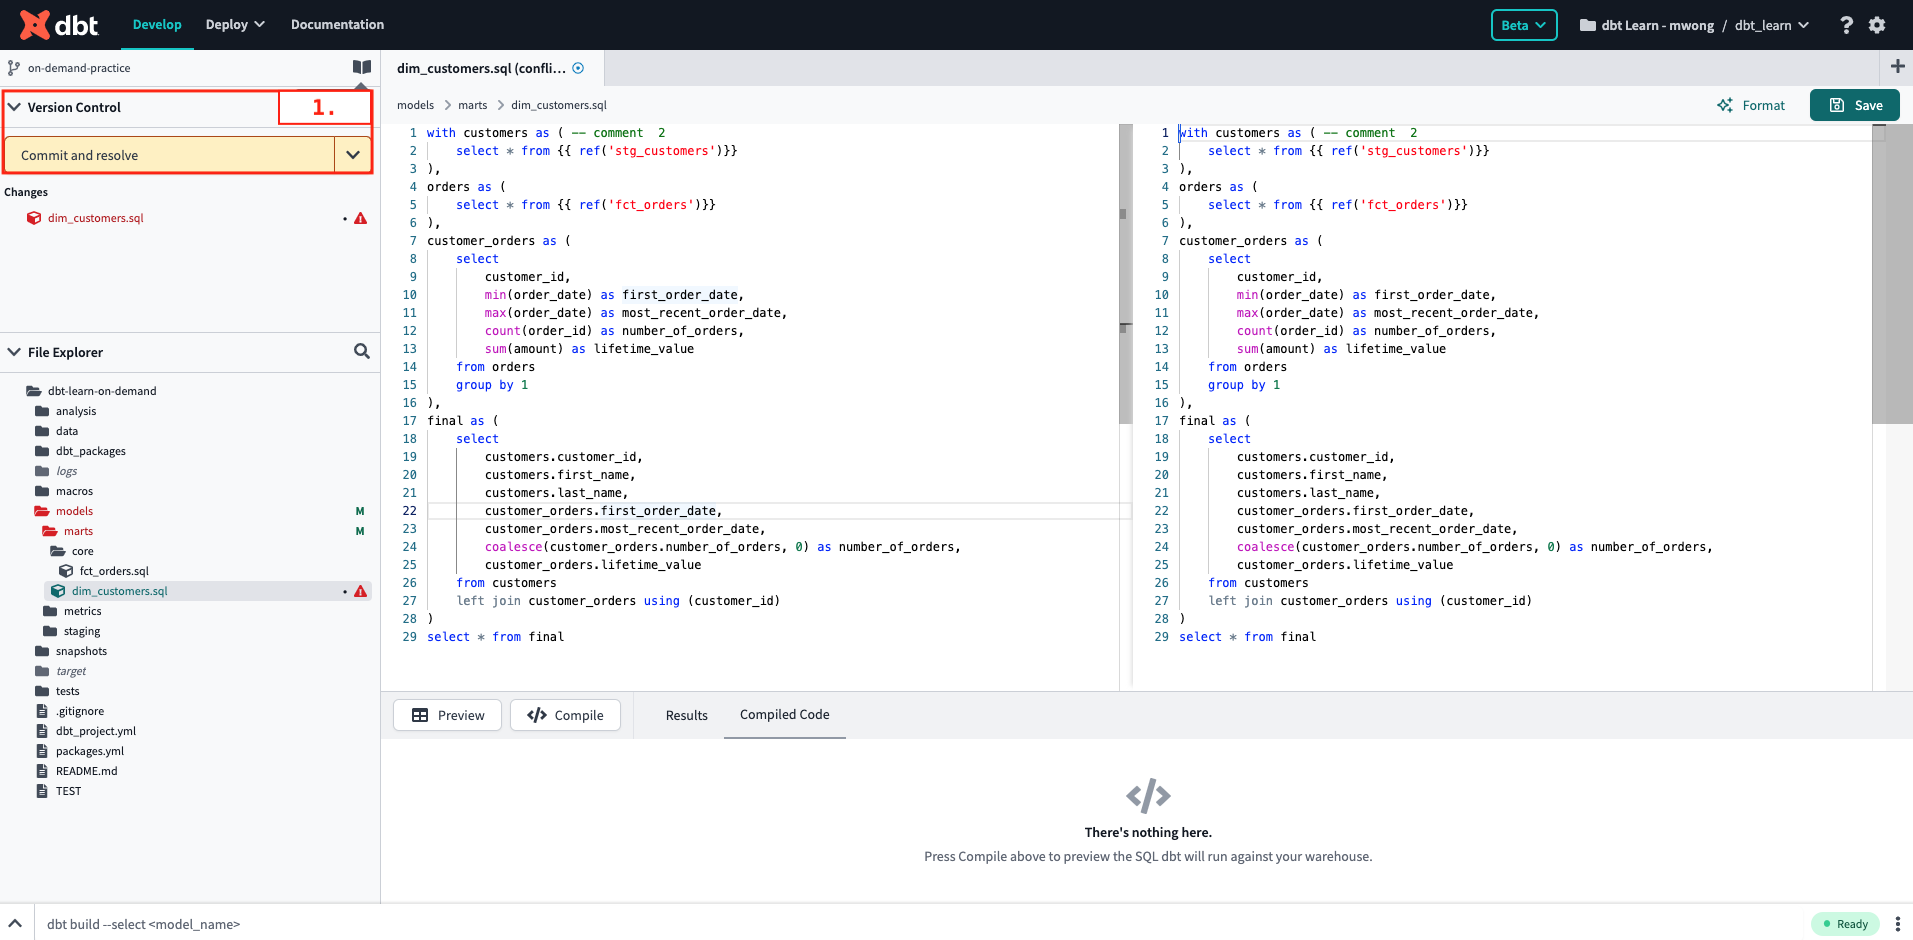 dbt
Develop
Deploy
Documentation
Beta
dbt Learn - mwong / dbt_learn
?
on-demand-practice
Version Control
1.
Commit and resolve
Changes
dim_customers.sql
File Explorer
dbt-learn-on-demand
analysis
data
dbt_packages
logs
macros
models M
marts M
core
fct_orders.sql
dim_customers.sql
metrics
staging
snapshots
target
tests
.gitignore
dbt_project.yml
packages.yml
README.md
TEST
dim_customers.sql (confli...
models > marts > dim_customers.sql
Format
Save
1 with customers as ( -- comment  2
2     select * from {{ ref('stg_customers')}}
3 ),
4 orders as (
5     select * from {{ ref('fct_orders')}}
6 ),
7 customer_orders as (
8     select
9         customer_id,
10         min(order_date) as first_order_date,
11         max(order_date) as most_recent_order_date,
12         count(order_id) as number_of_orders,
13         sum(amount) as lifetime_value
14     from orders
15     group by 1
16 ),
17 final as (
18     select
19         customers.customer_id,
20         customers.first_name,
21         customers.last_name,
22         customer_orders.first_order_date,
23         customer_orders.most_recent_order_date,
24         coalesce(customer_orders.number_of_orders, 0) as number_of_orders,
25         customer_orders.lifetime_value
26     from customers
27     left join customer_orders using (customer_id)
28 )
29 select * from final
1 with customers as ( -- comment  2
2     select * from {{ ref('stg_customers')}}
3 ),
4 orders as (
5     select * from {{ ref('fct_orders')}}
6 ),
7 customer_orders as (
8     select
9         customer_id,
10         min(order_date) as first_order_date,
11         max(order_date) as most_recent_order_date,
12         count(order_id) as number_of_orders,
13         sum(amount) as lifetime_value
14     from orders
15     group by 1
16 ),
17 final as (
18     select
19         customers.customer_id,
20         customers.first_name,
21         customers.last_name,
22         customer_orders.first_order_date,
23         customer_orders.most_recent_order_date,
24         coalesce(customer_orders.number_of_orders, 0) as number_of_orders,
25         customer_orders.lifetime_value
26     from customers
27     left join customer_orders using (customer_id)
28 )
29 select * from final
Preview
</> Compile
Results
Compiled Code
</>
There's nothing here.
Press Compile above to preview the SQL dbt will run against your warehouse.
dbt build --select <model_name>
Ready